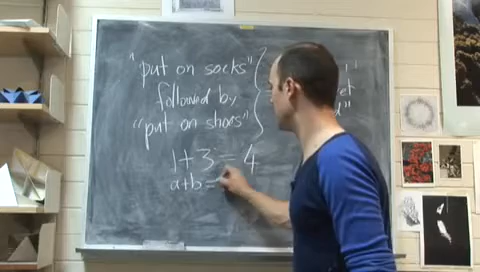 "put on socks"
followed by
"put on shoes"
1+3=4
a+b=